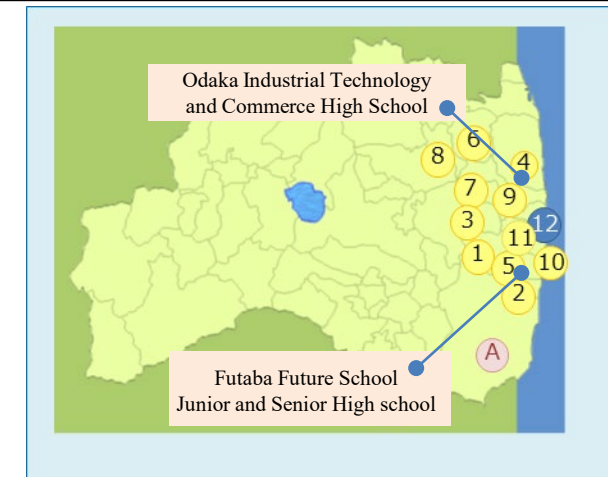 Odaka Industrial Technology
and Commerce High School
6
8
4
7
9
3
12
11
1
5
10
2
A
Futaba Future School
Junior and Senior High school